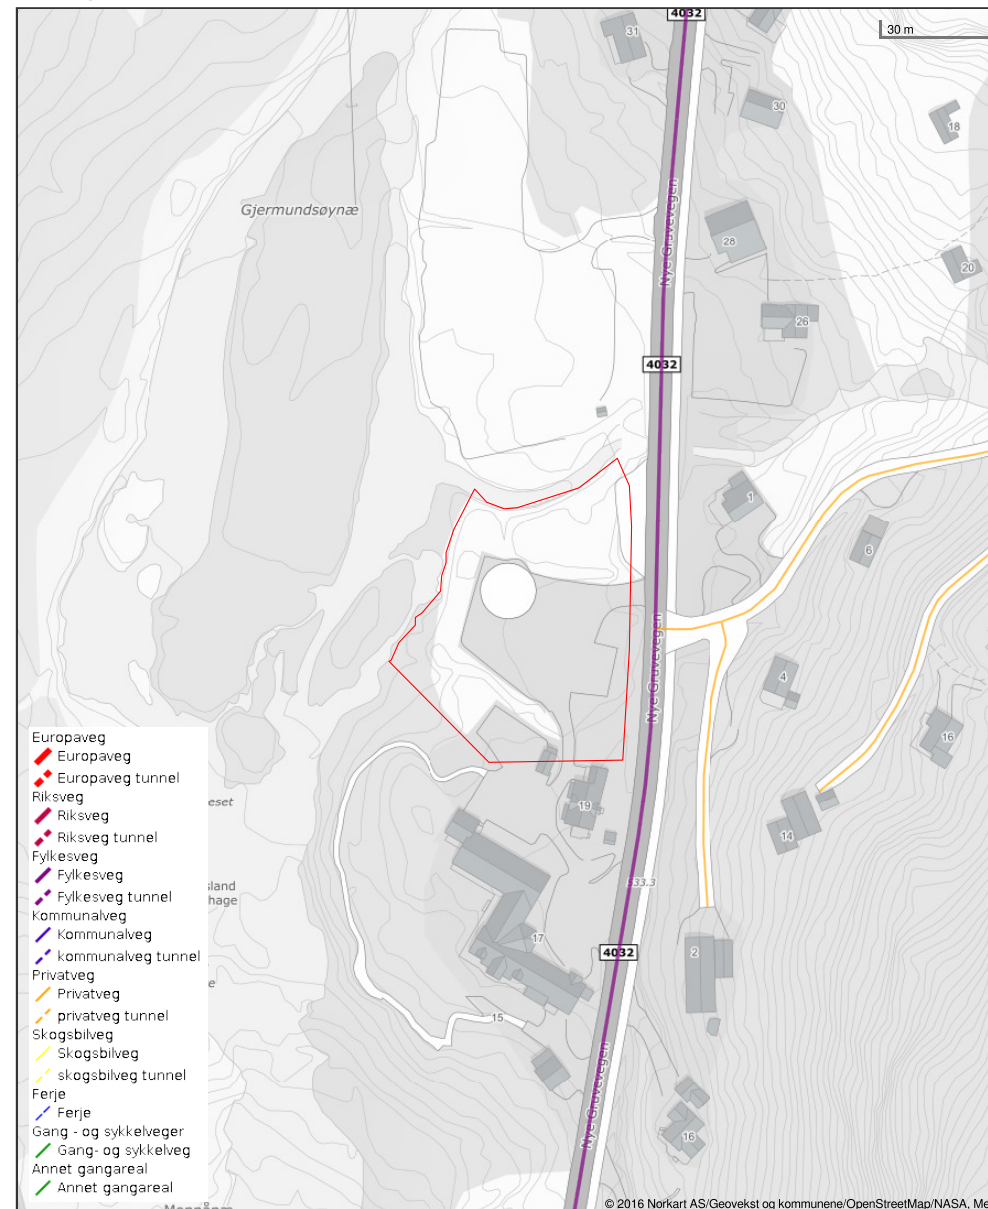 4032
30 m
31
30
18
Gjermundsøynæ
Nye Gruvevegen
28
20
26
4032
1
6
Nye Gruvevegen
4
16
14
19
533.3
17
4032
2
15
Nye Gruvevegen
16
eset
sland
hage
e
Europaveg
Europaveg
Europaveg tunnel
Riksveg
Riksveg
Riksveg tunnel
Fylkesveg
Fylkesveg
Fylkesveg tunnel
Kommunalveg
Kommunalveg
kommunalveg tunnel
Privatveg
Privatveg
privatveg tunnel
Skogsbilveg
Skogsbilveg
skogsbilveg tunnel
Ferje
Ferje
Gang - og sykkelveger
Gang- og sykkelveg
Annet gangareal
Annet gangareal
© 2016 Norkart AS/Geovekst og kommunene/OpenStreetMap/NASA, Me